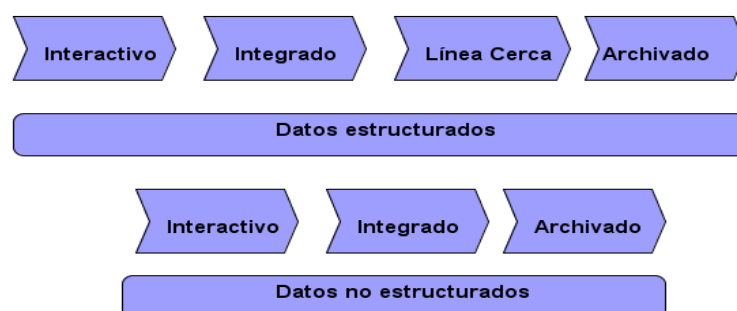 Interactivo
Integrado
Línea Cerca
Archivado
Datos estructurados
Interactivo
Integrado
Archivado
Datos no estructurados